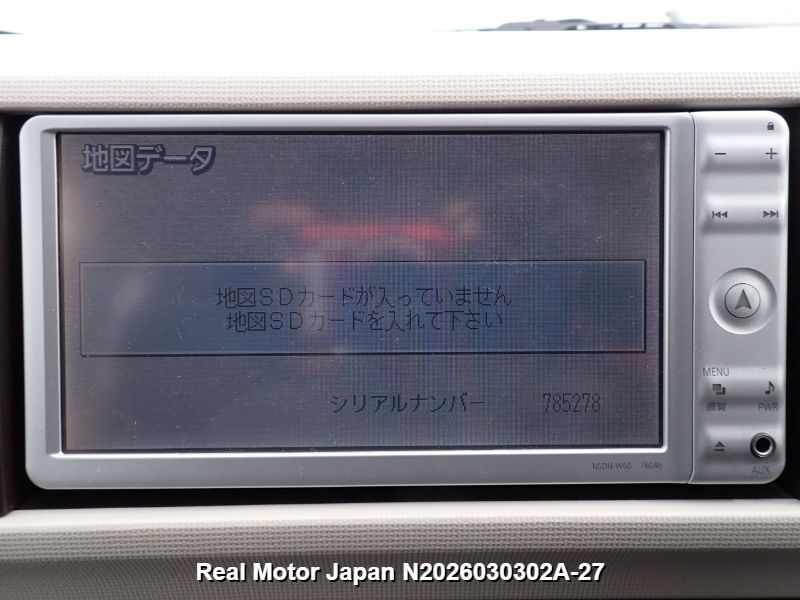 地図データ
地図SDカードが入っていません
地図SDカードを入れて下さい
シリアルナンバー 785278
MENU
画質 PWR
NSDN-W60 76046
AUX
Real Motor Japan N2026030302A-27